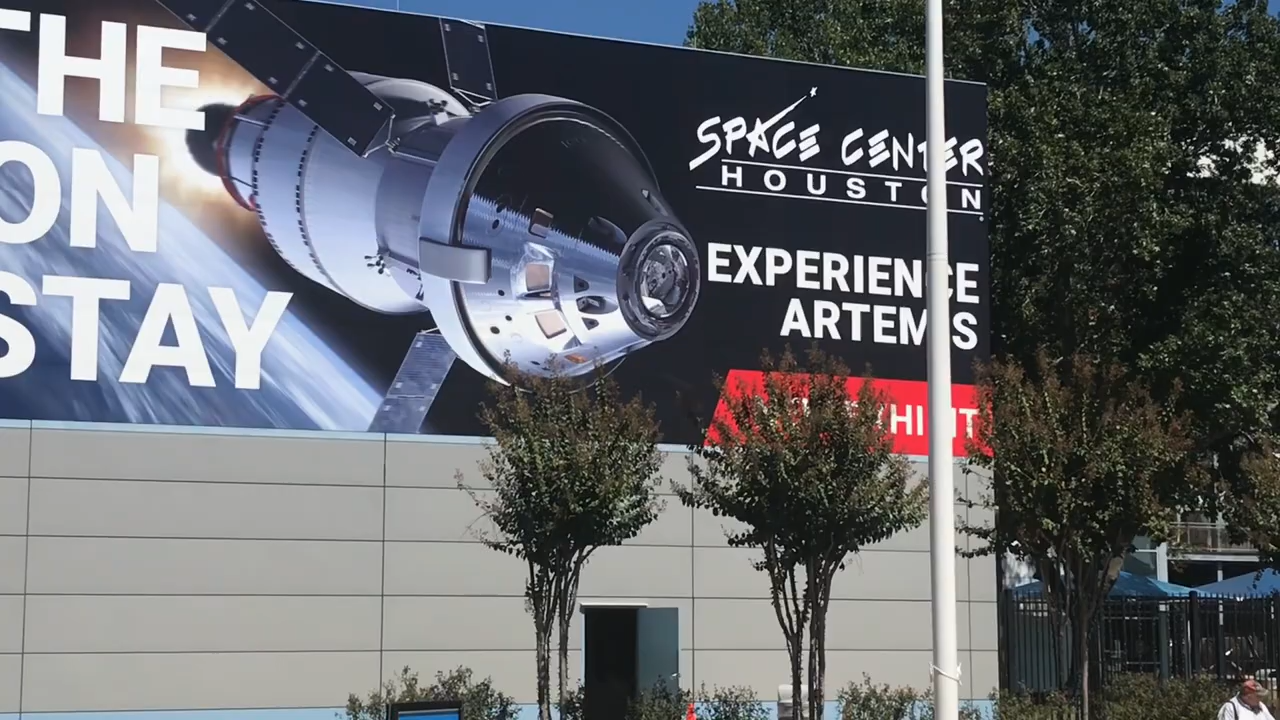 THE
ON
STAY
SPACE CENTER
HOUSTON
EXPERIENCE
ARTEMIS